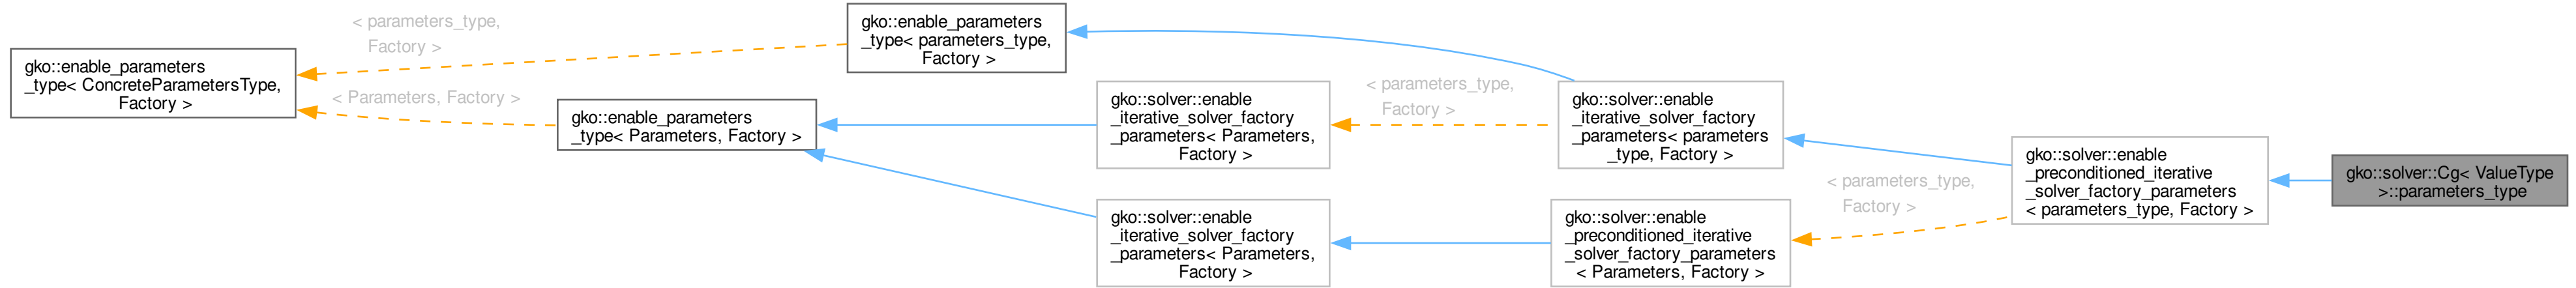 gko::enable_parameters
_type< ConcreteParametersType,
Factory >
< parameters_type,
Factory >
< Parameters, Factory >
gko::enable_parameters
_type< Parameters, Factory >
gko::enable_parameters
_type< parameters_type,
Factory >
gko::solver::enable
_iterative_solver_factory
_parameters< Parameters,
Factory >
gko::solver::enable
_iterative_solver_factory
_parameters< Parameters,
Factory >
< parameters_type,
Factory >
gko::solver::enable
_iterative_solver_factory
_parameters< parameters
_type, Factory >
gko::solver::enable
_preconditioned_iterative
_solver_factory_parameters
< Parameters, Factory >
< parameters_type,
Factory >
gko::solver::enable
_preconditioned_iterative
_solver_factory_parameters
< parameters_type, Factory >
gko::solver::Cg< ValueType
>::parameters_type